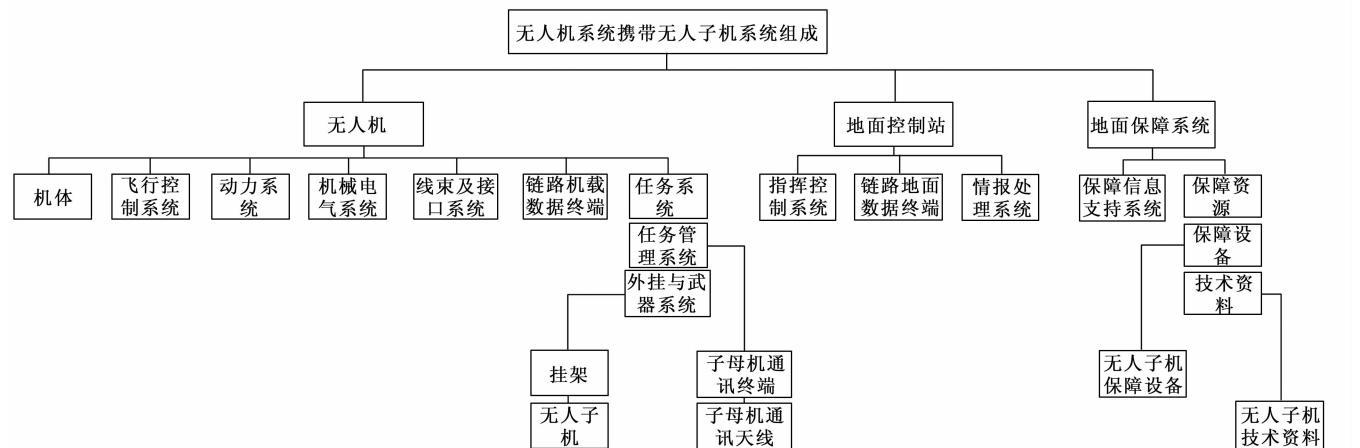 无人机系统携带无人子机系统组成
无人机
地面控制站
地面保障系统
机体
飞行控
制系统
动力系
统
机械电
气系统
线束及接
口系统
链路机载
数据终端
任务系
统
指挥控
制系统
链路地面
数据终端
情报处
理系统
保障信息
支持系统
保障资
源
任务管
理系统
保障设
备
外挂与武
器系统
技术资
料
挂架
子母机通
讯终端
无人子机
保障设备
无人子
机
子母机通
讯天线
无人子机
技术资料